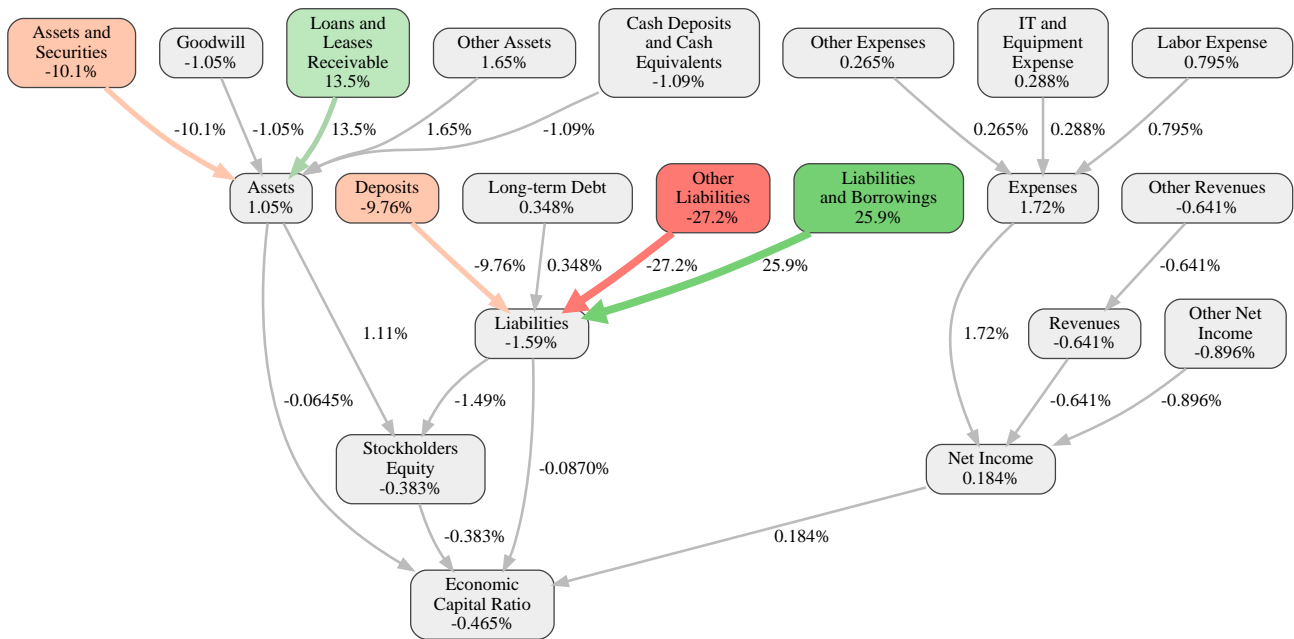 Assets and
Securities
-10.1%
Goodwill
-1.05%
Loans and
Leases
Receivable
13.5%
Other Assets
1.65%
Cash Deposits
and Cash
Equivalents
-1.09%
Other Expenses
0.265%
IT and
Equipment
Expense
0.288%
Labor Expense
0.795%
-10.1%
-1.05%
13.5%
1.65%
-1.09%
0.265%
0.288%
0.795%
Assets
1.05%
Deposits
-9.76%
Long-term Debt
0.348%
Other
Liabilities
-27.2%
Liabilities
and Borrowings
25.9%
Expenses
1.72%
Other Revenues
-0.641%
-9.76%
0.348%
-27.2%
25.9%
-0.641%
Liabilities
-1.59%
Revenues
-0.641%
Other Net
Income
-0.896%
1.11%
1.72%
-0.0645%
-1.49%
-0.641%
-0.896%
Stockholders
Equity
-0.383%
-0.0870%
Net Income
0.184%
-0.383%
0.184%
Economic
Capital Ratio
-0.465%